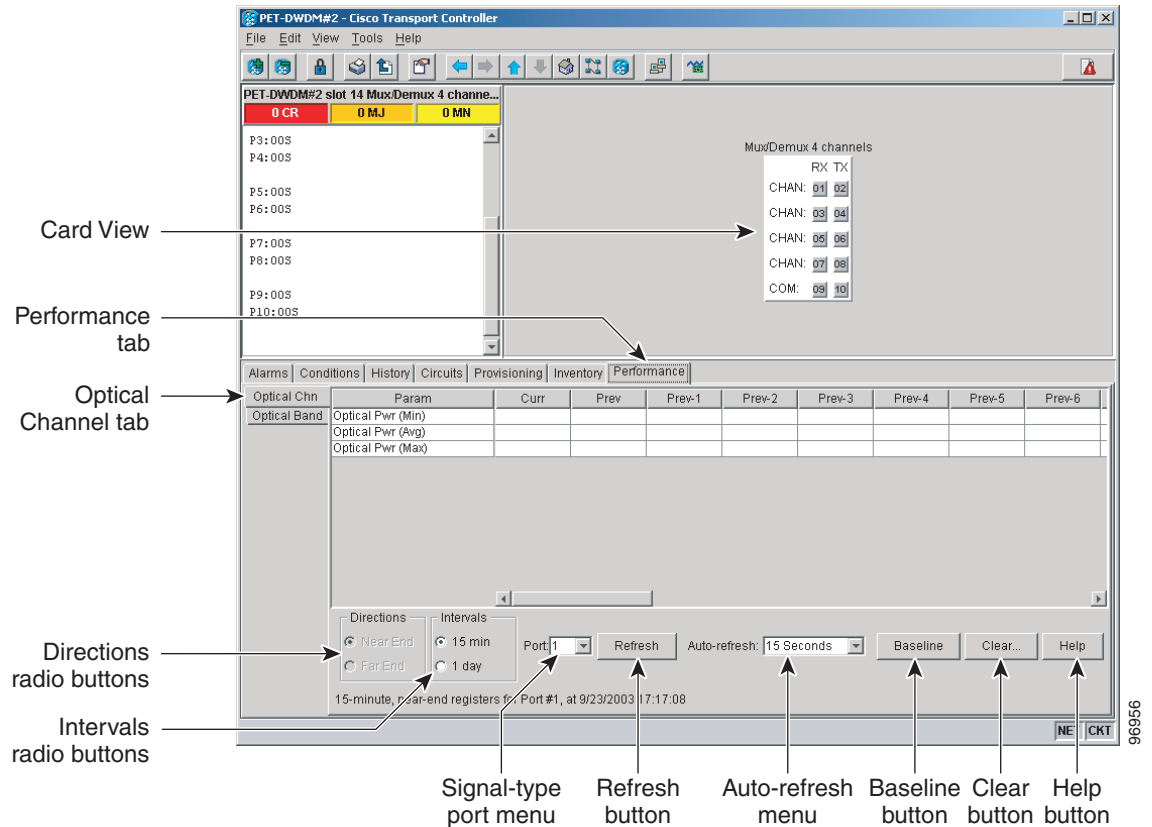 PET-DWDM#2 - Cisco Transport Controller
File Edit View Tools Help
PET-DWDM#2 slot 14 Mux/Demux 4 channe...
0 CR 0 MJ 0 MN
P3:OOS
P4:OOS
P5:OOS
P6:OOS
P7:OOS
P8:OOS
P9:OOS
P10:OOS
Mux/Demux 4 channels
RX TX
CHAN: 01 02
CHAN: 03 04
CHAN: 05 06
CHAN: 07 08
COM: 09 10
Card View
Performance
tab
Optical
Channel tab
Alarms Conditions History Circuits Provisioning Inventory Performance
Optical Chn
Optical Band
Param Curr Prev Prev-1 Prev-2 Prev-3 Prev-4 Prev-5 Prev-6
Optical Pwr (Min)
Optical Pwr (Avg)
Optical Pwr (Max)
Directions
Near End
Far End
Intervals
15 min
1 day
Port: 1 Refresh Auto-refresh: 15 Seconds Baseline Clear... Help
15-minute, near-end registers for Port #1, at 9/23/2003 17:17:08
NET CKT
96956
Directions
radio buttons
Intervals
radio buttons
Signal-type
port menu
Refresh
button
Auto-refresh
menu
Baseline
button
Clear
button
Help
button